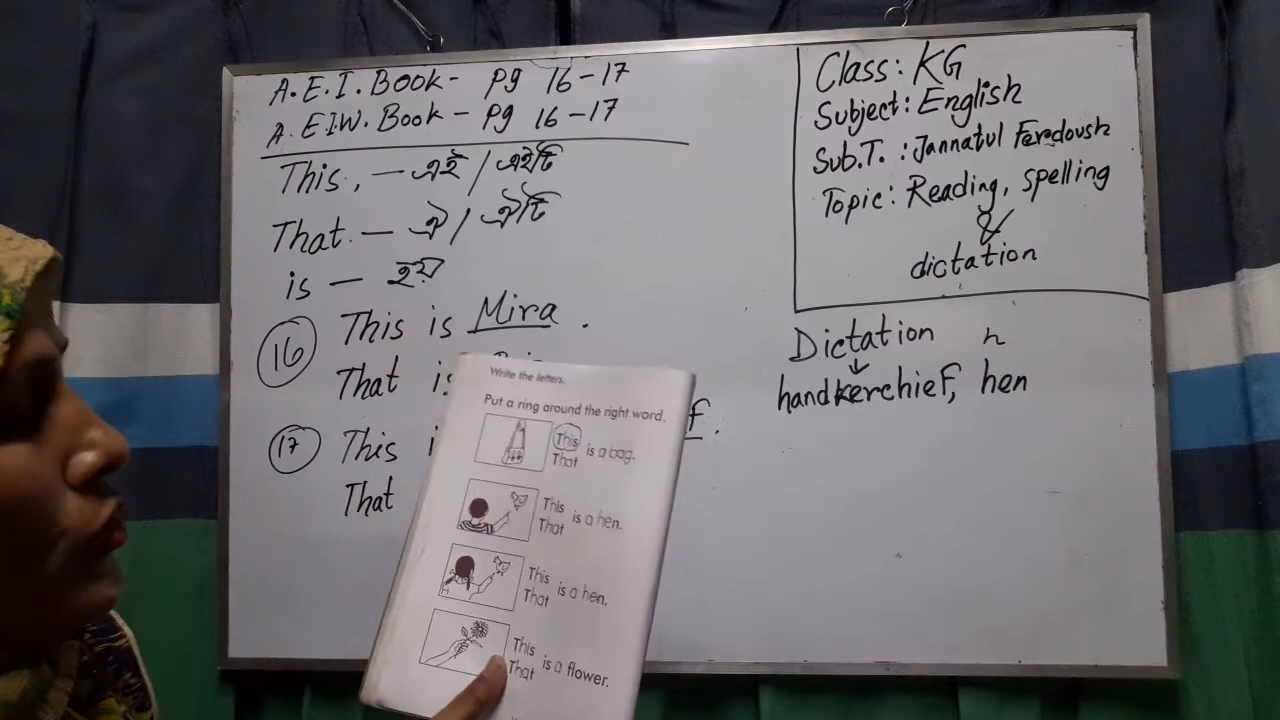 A.E.I. Book - Pg 16-17
A.EIW. Book - Pg 16-17
This, - এই / এইটি
That - ঐ / ঐটি
is - হয়
16 This is Mira.
That is
17 This i
That
f.
Class: KG
Subject: English
Sub.T. : Jannatul Feredoush
Topic: Reading, Spelling
&
dictation
Dictation h
handkerchief, hen
Write the letters.
Put a ring around the right word.
This
That is a bag.
This
That is a hen.
This
That is a hen.
This
That is a flower.